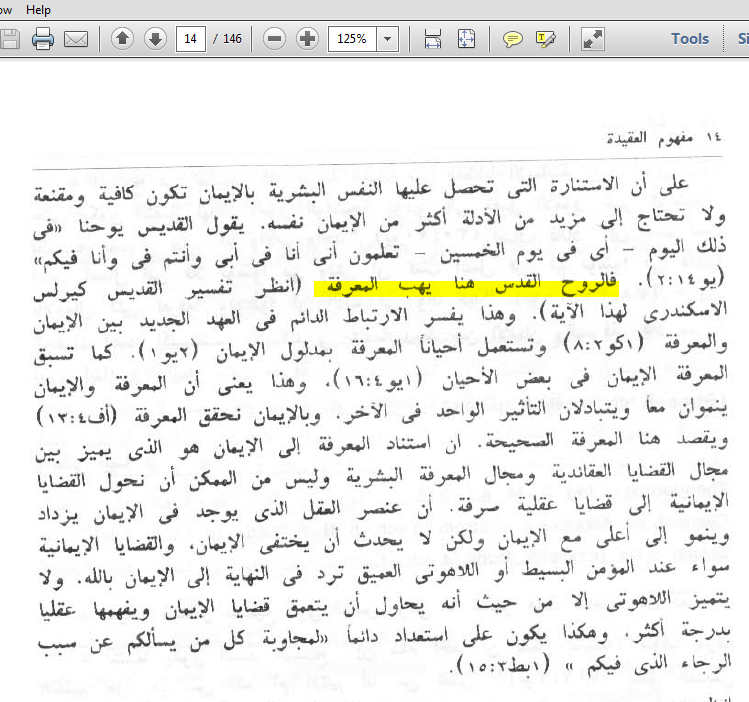 ow Help
14 / 146 125% Tools Si
١٤ مفهوم العقيدة
على أن الاستنارة التى تحصل عليها النفس البشرية بالإيمان تكون كافية ومقنعة
ولا تحتاج إلى مزيد من الأدلة أكثر من الإيمان نفسه. يقول القديس يوحنا «فى
ذلك اليوم – أى فى يوم الخمسين – تعلمون أنى أنا فى أبى وأنتم فى وأنا فيكم»
(يو٢:١٤). فالروح القدس هنا يهب المعرفة (انظر تفسير القديس كيرلس
الاسكندرى لهذا الآية). وهذا يفسر الارتباط الدائم فى العهد الجديد بين الإيمان
والمعرفة (١كو٨:٢) وتستعمل أحياناً المعرفة بمدلول الإيمان (٢يو١). كما تسبق
المعرفة الإيمان فى بعض الأحيان (١يو١٦:٤)، وهذا يعنى أن المعرفة والإيمان
ينموان معاً ويتبادلان التأثير الواحد فى الآخر. وبالإيمان نحقق المعرفة (أف١٣:٤)
ويقصد هنا المعرفة الصحيحة. ان استناد المعرفة إلى الإيمان هو الذى يميز بين
مجال القضايا العقائدية ومجال المعرفة البشرية وليس من الممكن أن نحول القضايا
الإيمانية إلى قضايا عقلية صرفة. أن عنصر العقل الذى يوجد فى الإيمان يزداد
وينمو إلى أعلى مع الإيمان ولكن لا يحدث أن يختفى الإيمان، والقضايا الإيمانية
سواء عند المؤمن البسيط أو اللاهوتى العميق ترد فى النهاية إلى الإيمان بالله. ولا
يتميز اللاهوتى إلا من حيث أنه يحاول أن يتعمق قضايا الإيمان ويفهمها عقليا
بدرجة أكثر، وهكذا يكون على استعداد دائماً «لمجاوبة كل من يسألكم عن سبب
الرجاء الذى فيكم » (١بط١٥:٣).